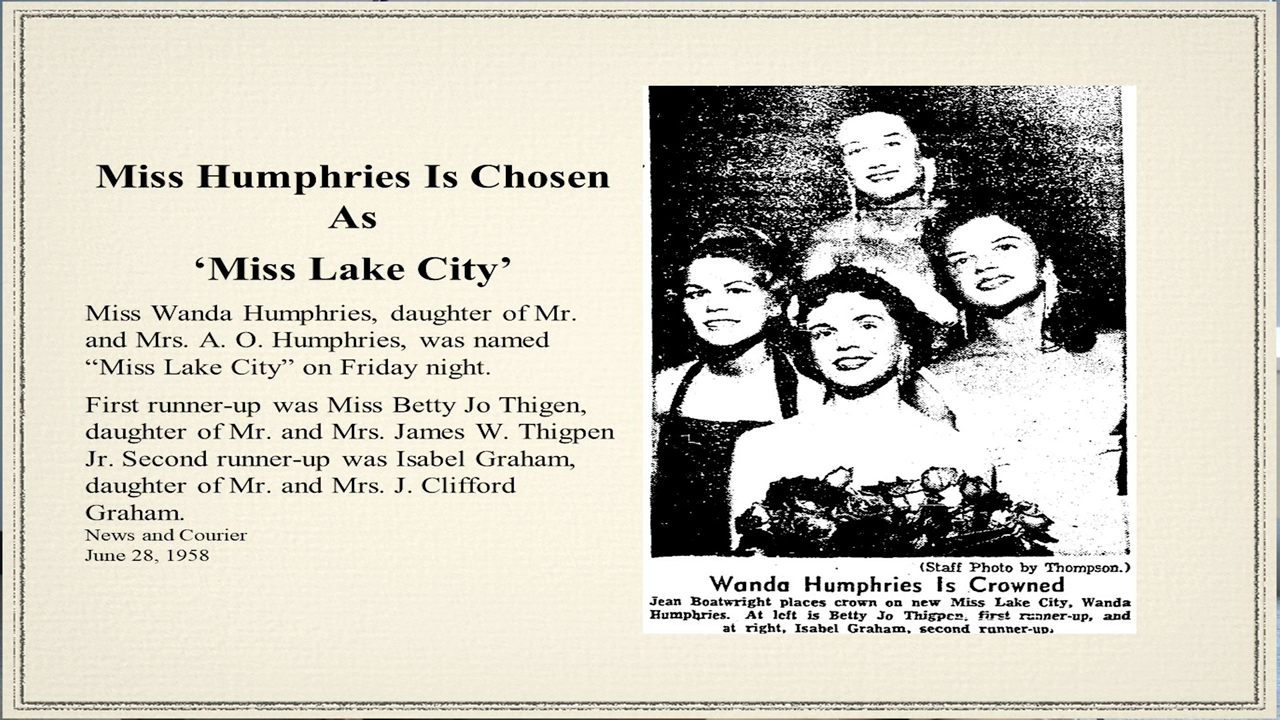 Miss Humphries Is Chosen
As
‘Miss Lake City’
Miss Wanda Humphries, daughter of Mr.
and Mrs. A. O. Humphries, was named
“Miss Lake City” on Friday night.
First runner-up was Miss Betty Jo Thigen,
daughter of Mr. and Mrs. James W. Thigpen
Jr. Second runner-up was Isabel Graham,
daughter of Mr. and Mrs. J. Clifford
Graham.
News and Courier
June 28, 1958
(Staff Photo by Thompson.)
Wanda Humphries Is Crowned
Jean Boatwright places crown on new Miss Lake City, Wanda
Humphries. At left is Betty Jo Thigpen, first runner-up, and
at right, Isabel Graham, second runner-up.